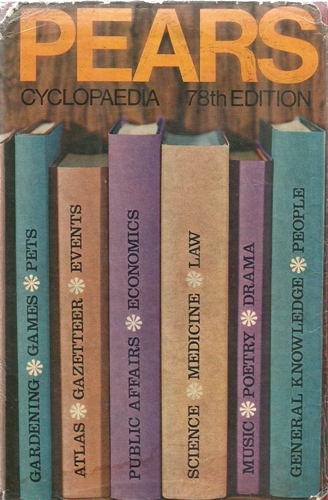 PEARS
CYCLOPAEDIA 78th EDITION
GARDENING * GAMES * PETS
ATLAS * GAZETTEER * EVENTS
PUBLIC AFFAIRS * ECONOMICS
SCIENCE * MEDICINE * LAW
MUSIC * POETRY * DRAMA
GENERAL KNOWLEDGE * PEOPLE